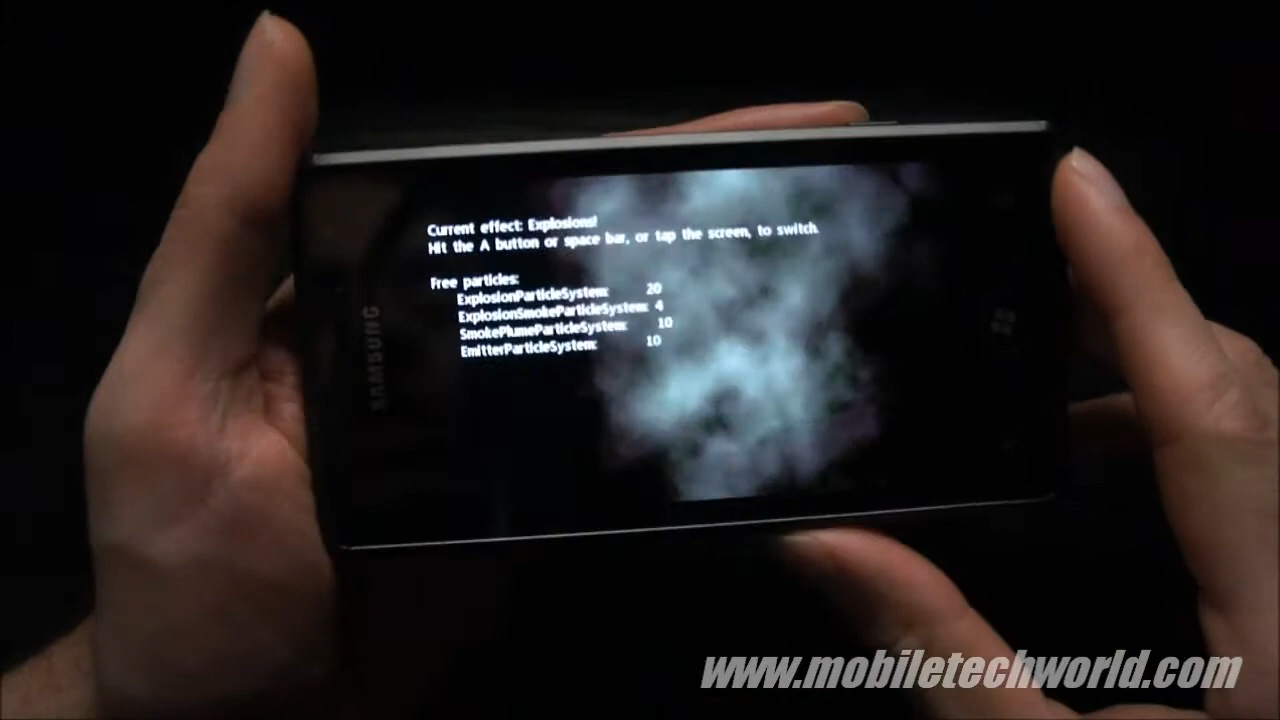 Current effect: Explosions!
Hit the A button or space bar, or tap the screen, to switch.
Free particles:
ExplosionParticleSystem: 20
ExplosionSmokeParticleSystem: 4
SmokePlumeParticleSystem: 10
EmitterParticleSystem: 10
SAMSUNG
www.mobiletechworld.com